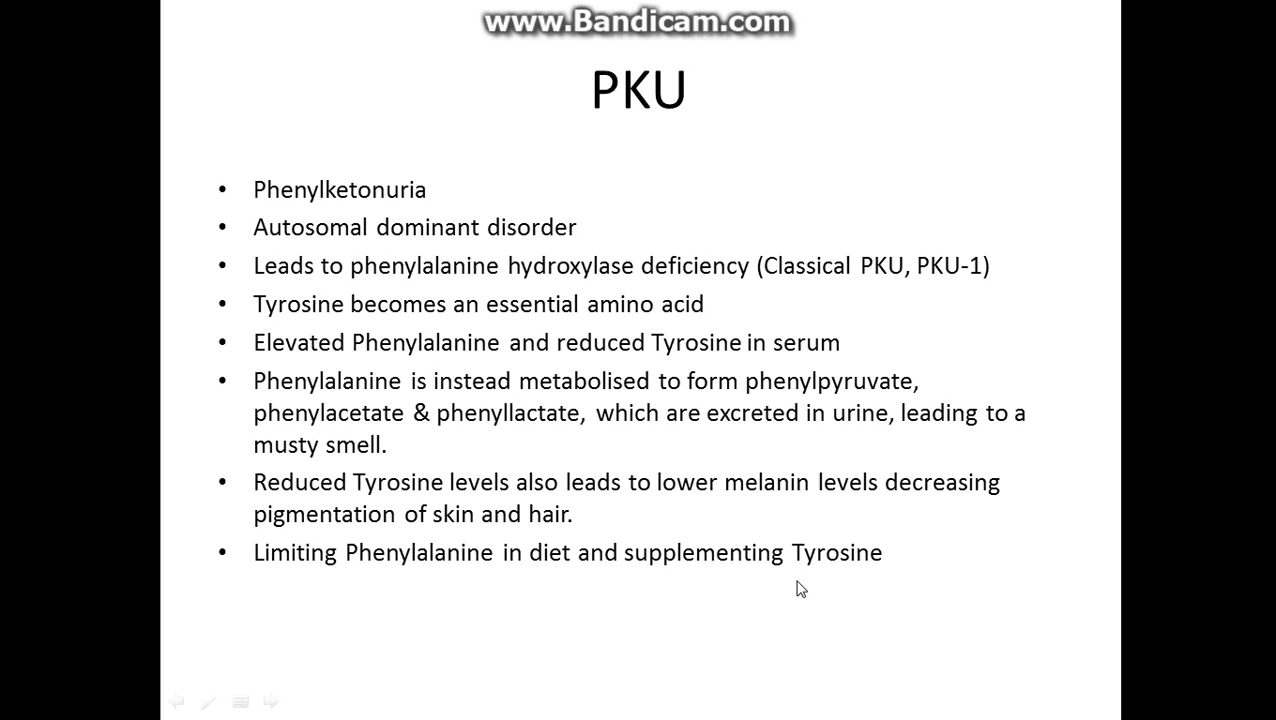 www.Bandicam.com
PKU
• Phenylketonuria
• Autosomal dominant disorder
• Leads to phenylalanine hydroxylase deficiency (Classical PKU, PKU-1)
• Tyrosine becomes an essential amino acid
• Elevated Phenylalanine and reduced Tyrosine in serum
• Phenylalanine is instead metabolised to form phenylpyruvate,
phenylacetate & phenyllactate, which are excreted in urine, leading to a
musty smell.
• Reduced Tyrosine levels also leads to lower melanin levels decreasing
pigmentation of skin and hair.
• Limiting Phenylalanine in diet and supplementing Tyrosine